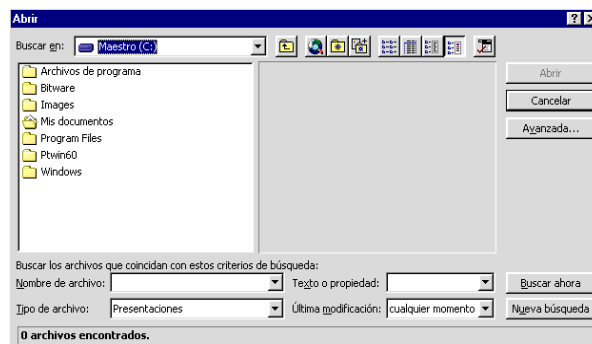 Abrir
Buscar en: Maestro (C:)
Archivos de programa
Bitware
Images
Mis documentos
Program Files
Ptwin60
Windows
Abrir
Cancelar
Avanzada...
Buscar los archivos que coincidan con estos criterios de búsqueda:
Nombre de archivo: Texto o propiedad: Buscar ahora
Tipo de archivo: Presentaciones Última modificación: cualquier momento Nueva búsqueda
0 archivos encontrados.